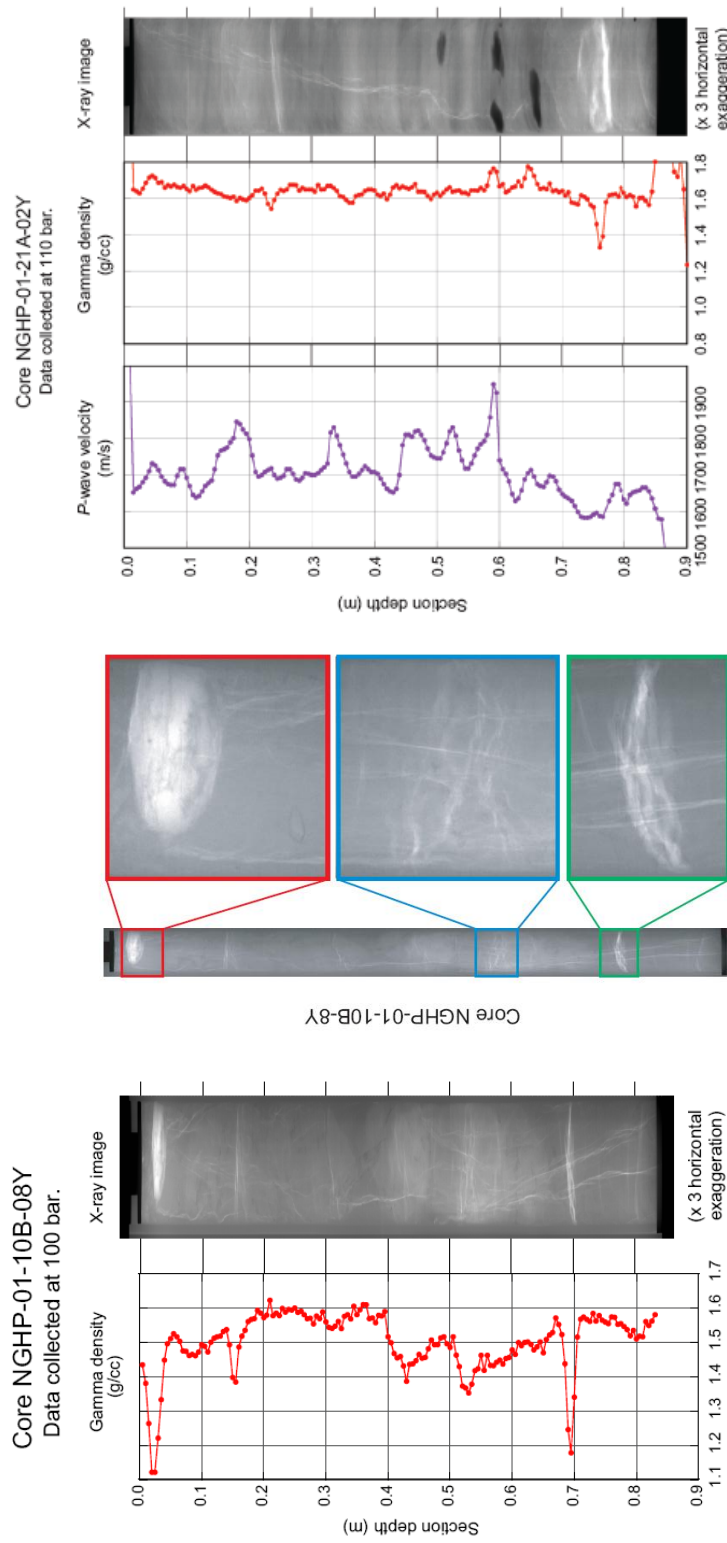 Core NGHP-01-10B-08Y
Data collected at 100 bar.
Gamma density
(g/cc)
X-ray image
Section depth (m)
0.0
0.1
0.2
0.3
0.4
0.5
0.6
0.7
0.8
0.9
1.1 1.2 1.3 1.4 1.5 1.6 1.7
(x 3 horizontal
exaggeration)
Core NGHP-01-10B-8Y
Core NGHP-01-21A-02Y
Data collected at 110 bar.
P-wave velocity
(m/s)
Gamma density
(g/cc)
X-ray image
Section depth (m)
0.0
0.1
0.2
0.3
0.4
0.5
0.6
0.7
0.8
0.9
1500 1600 1700 1800 1900
0.8 1.0 1.2 1.4 1.6 1.8
(x 3 horizontal
exaggeration)